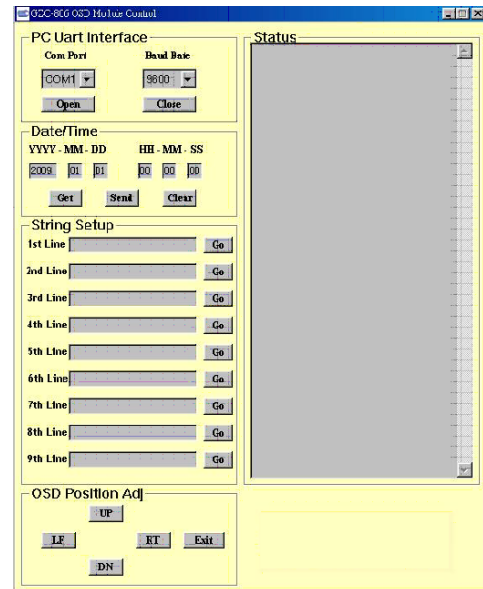 OSD Module Control
PC Uart Interface
Com Port Baud Rate
COM1 9600
Open Close
Date/Time
YYYY - MM - DD HH - MM - SS
2009 01 01 00 00 00
Get Send Clear
String Setup
1st Line Go
2nd Line Go
3rd Line Go
4th Line Go
5th Line Go
6th Line Go
7th Line Go
8th Line Go
9th Line Go
OSD Position Adj
UP
LF RT Exit
DN
Status